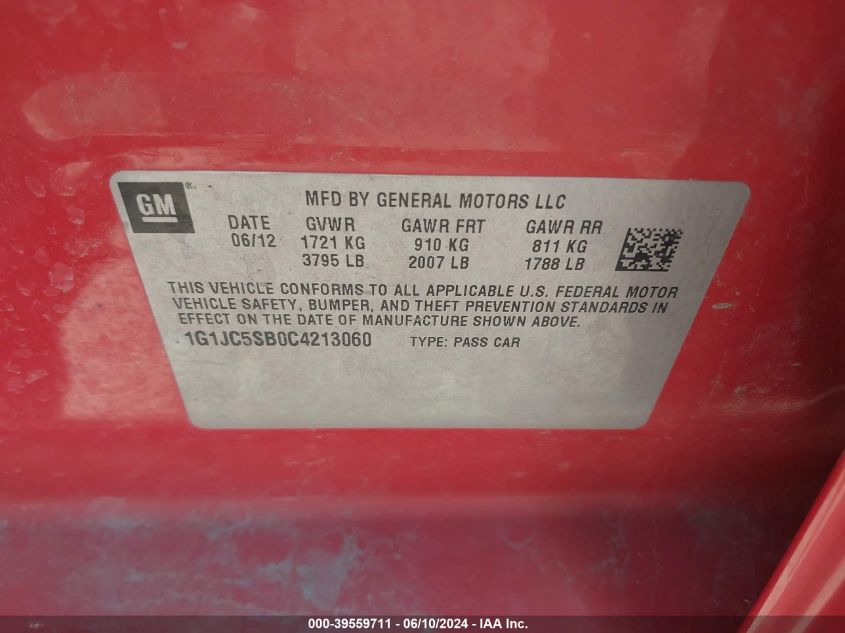 GM ®
MFD BY GENERAL MOTORS LLC
DATE GVWR GAWR FRT GAWR RR
06/12 1721 KG 910 KG 811 KG
3795 LB 2007 LB 1788 LB
THIS VEHICLE CONFORMS TO ALL APPLICABLE U.S. FEDERAL MOTOR
VEHICLE SAFETY, BUMPER, AND THEFT PREVENTION STANDARDS IN
EFFECT ON THE DATE OF MANUFACTURE SHOWN ABOVE.
1G1JC5SB0C4213060 TYPE: PASS CAR
000-39559711 - 06/10/2024 - IAA Inc.